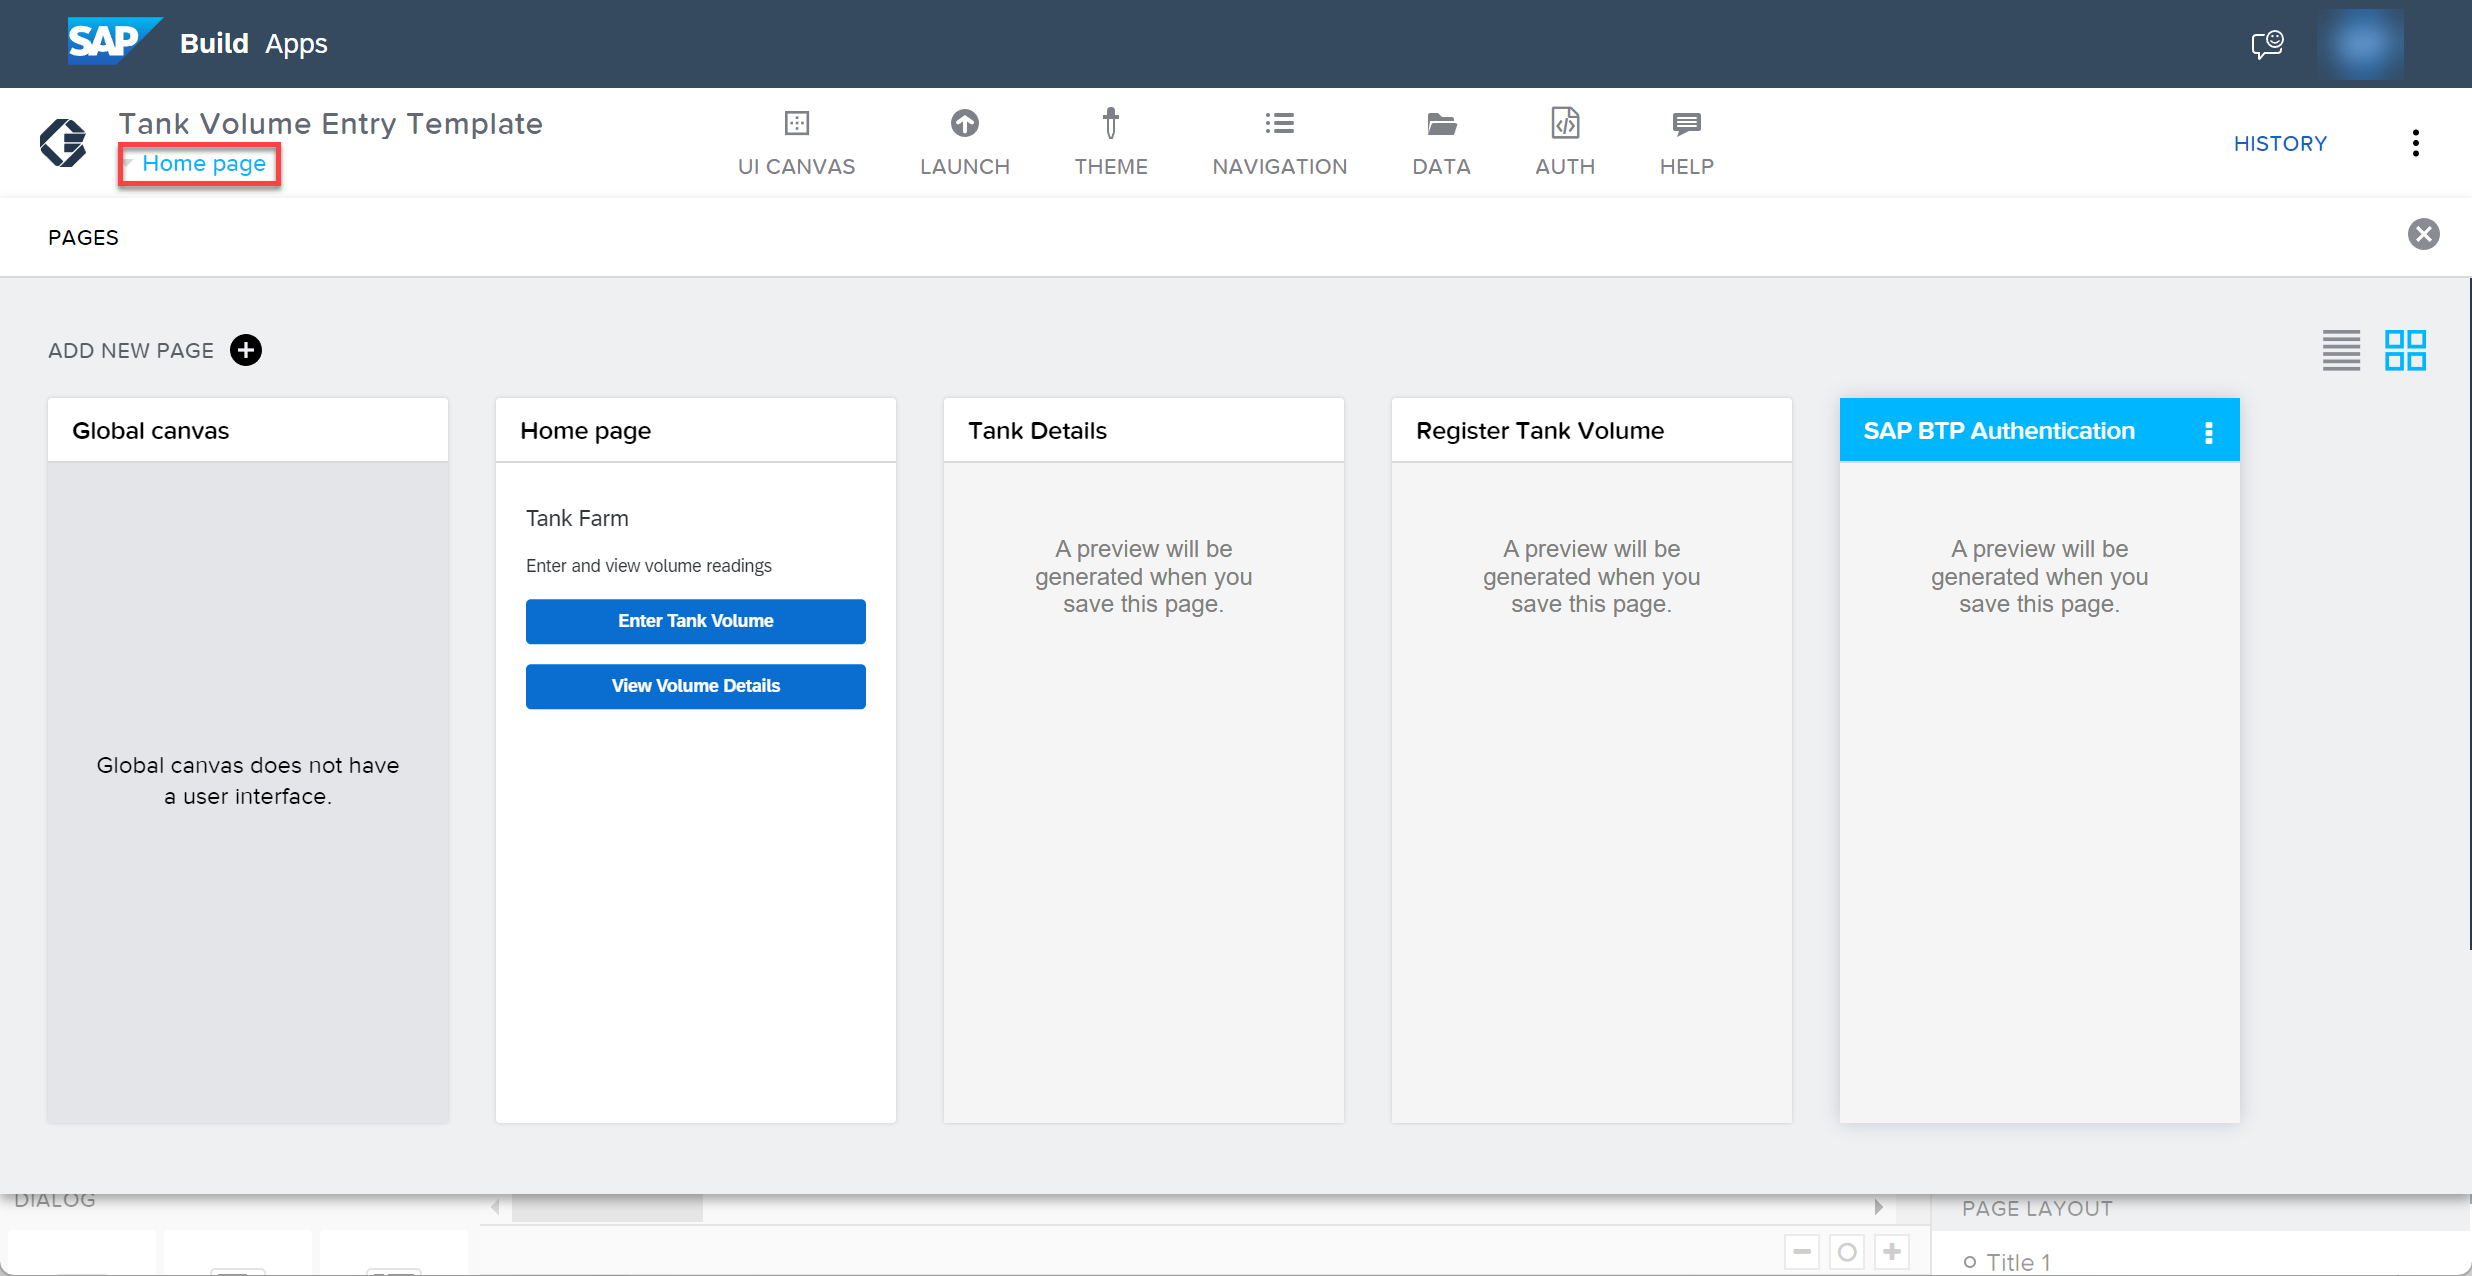 SAP Build Apps
Tank Volume Entry Template
Home page
UI CANVAS
LAUNCH
THEME
NAVIGATION
DATA
AUTH
HELP
HISTORY
PAGES
ADD NEW PAGE
Global canvas
Global canvas does not have
a user interface.
Home page
Tank Farm
Enter and view volume readings
Enter Tank Volume
View Volume Details
Tank Details
A preview will be
generated when you
save this page.
Register Tank Volume
A preview will be
generated when you
save this page.
SAP BTP Authentication
A preview will be
generated when you
save this page.
DIALOG
PAGE LAYOUT
Title 1